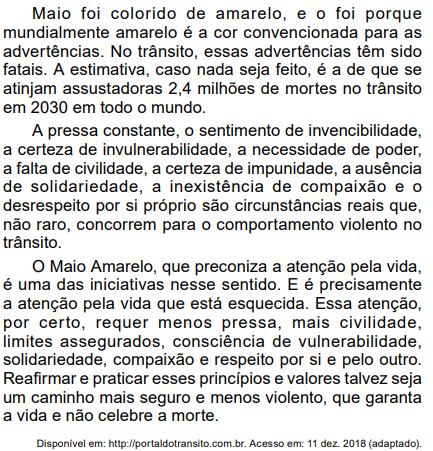 Maio foi colorido de amarelo, e o foi porque
mundialmente amarelo é a cor convencionada para as
advertências. No trânsito, essas advertências têm sido
fatais. A estimativa, caso nada seja feito, é a de que se
atinjam assustadoras 2,4 milhões de mortes no trânsito
em 2030 em todo o mundo.
A pressa constante, o sentimento de invencibilidade,
a certeza de invulnerabilidade, a necessidade de poder,
a falta de civilidade, a certeza de impunidade, a ausência
de solidariedade, a inexistência de compaixão e o
desrespeito por si próprio são circunstâncias reais que,
não raro, concorrem para o comportamento violento no
trânsito.
O Maio Amarelo, que preconiza a atenção pela vida,
é uma das iniciativas nesse sentido. E é precisamente
a atenção pela vida que está esquecida. Essa atenção,
por certo, requer menos pressa, mais civilidade,
limites assegurados, consciência de vulnerabilidade,
solidariedade, compaixão e respeito por si e pelo outro.
Reafirmar e praticar esses princípios e valores talvez seja
um caminho mais seguro e menos violento, que garanta
a vida e não celebre a morte.
Disponível em: http://portaldotransito.com.br. Acesso em: 11 dez. 2018 (adaptado).